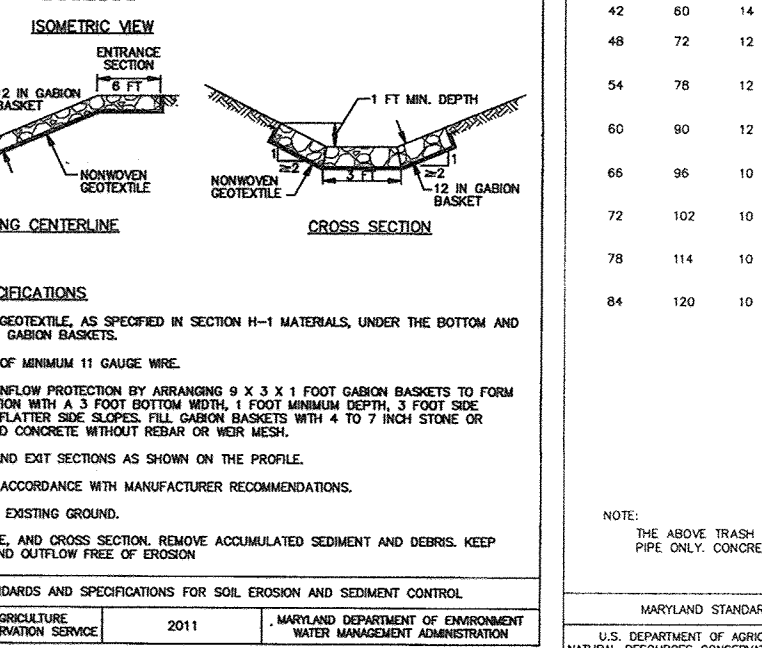 ISOMETRIC VIEW
ENTRANCE
SECTION
6 FT
12 IN GABION
BASKET
NONWOVEN
GEOTEXTILE
NG CENTERLINE
1 FT MIN. DEPTH
1
≥2
3 FT
1
≥2
NONWOVEN
GEOTEXTILE
12 IN GABION
BASKET
CROSS SECTION
CIFICATIONS
GEOTEXTILE, AS SPECIFIED IN SECTION H-1 MATERIALS, UNDER THE BOTTOM AND
GABION BASKETS.
OF MINIMUM 11 GAUGE WIRE.
NFLOW PROTECTION BY ARRANGING 9 X 3 X 1 FOOT GABION BASKETS TO FORM
ION WITH A 3 FOOT BOTTOM WIDTH, 1 FOOT MINIMUM DEPTH, 3 FOOT SIDE
FLATTER SIDE SLOPES. FILL GABION BASKETS WITH 4 TO 7 INCH STONE OR
D CONCRETE WITHOUT REBAR OR WEIR MESH.
ND EXIT SECTIONS AS SHOWN ON THE PROFILE.
ACCORDANCE WITH MANUFACTURER RECOMMENDATIONS.
EXISTING GROUND.
E, AND CROSS SECTION. REMOVE ACCUMULATED SEDIMENT AND DEBRIS. KEEP
ND OUTFLOW FREE OF EROSION
NDARDS AND SPECIFICATIONS FOR SOIL EROSION AND SEDIMENT CONTROL
GRICULTURE
RVATION SERVICE
2011
MARYLAND DEPARTMENT OF ENVIRONMENT
WATER MANAGEMENT ADMINISTRATION
42 60 14
48 72 12
54 78 12
60 90 12
66 96 10
72 102 10
78 114 10
84 120 10
NOTE:
THE ABOVE TRASH
PIPE ONLY. CONCRE
MARYLAND STANDAR
U.S. DEPARTMENT OF AGRIC
NATURAL RESOURCES CONSERVAT